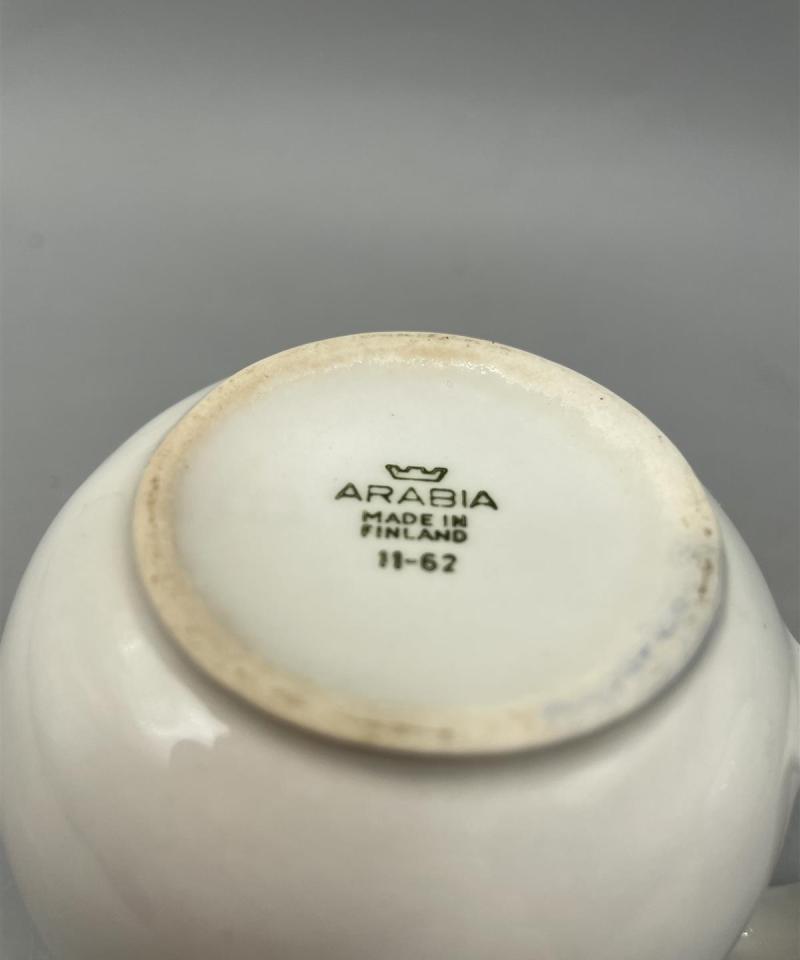 ARABIA
MADE IN
FINLAND
11-62